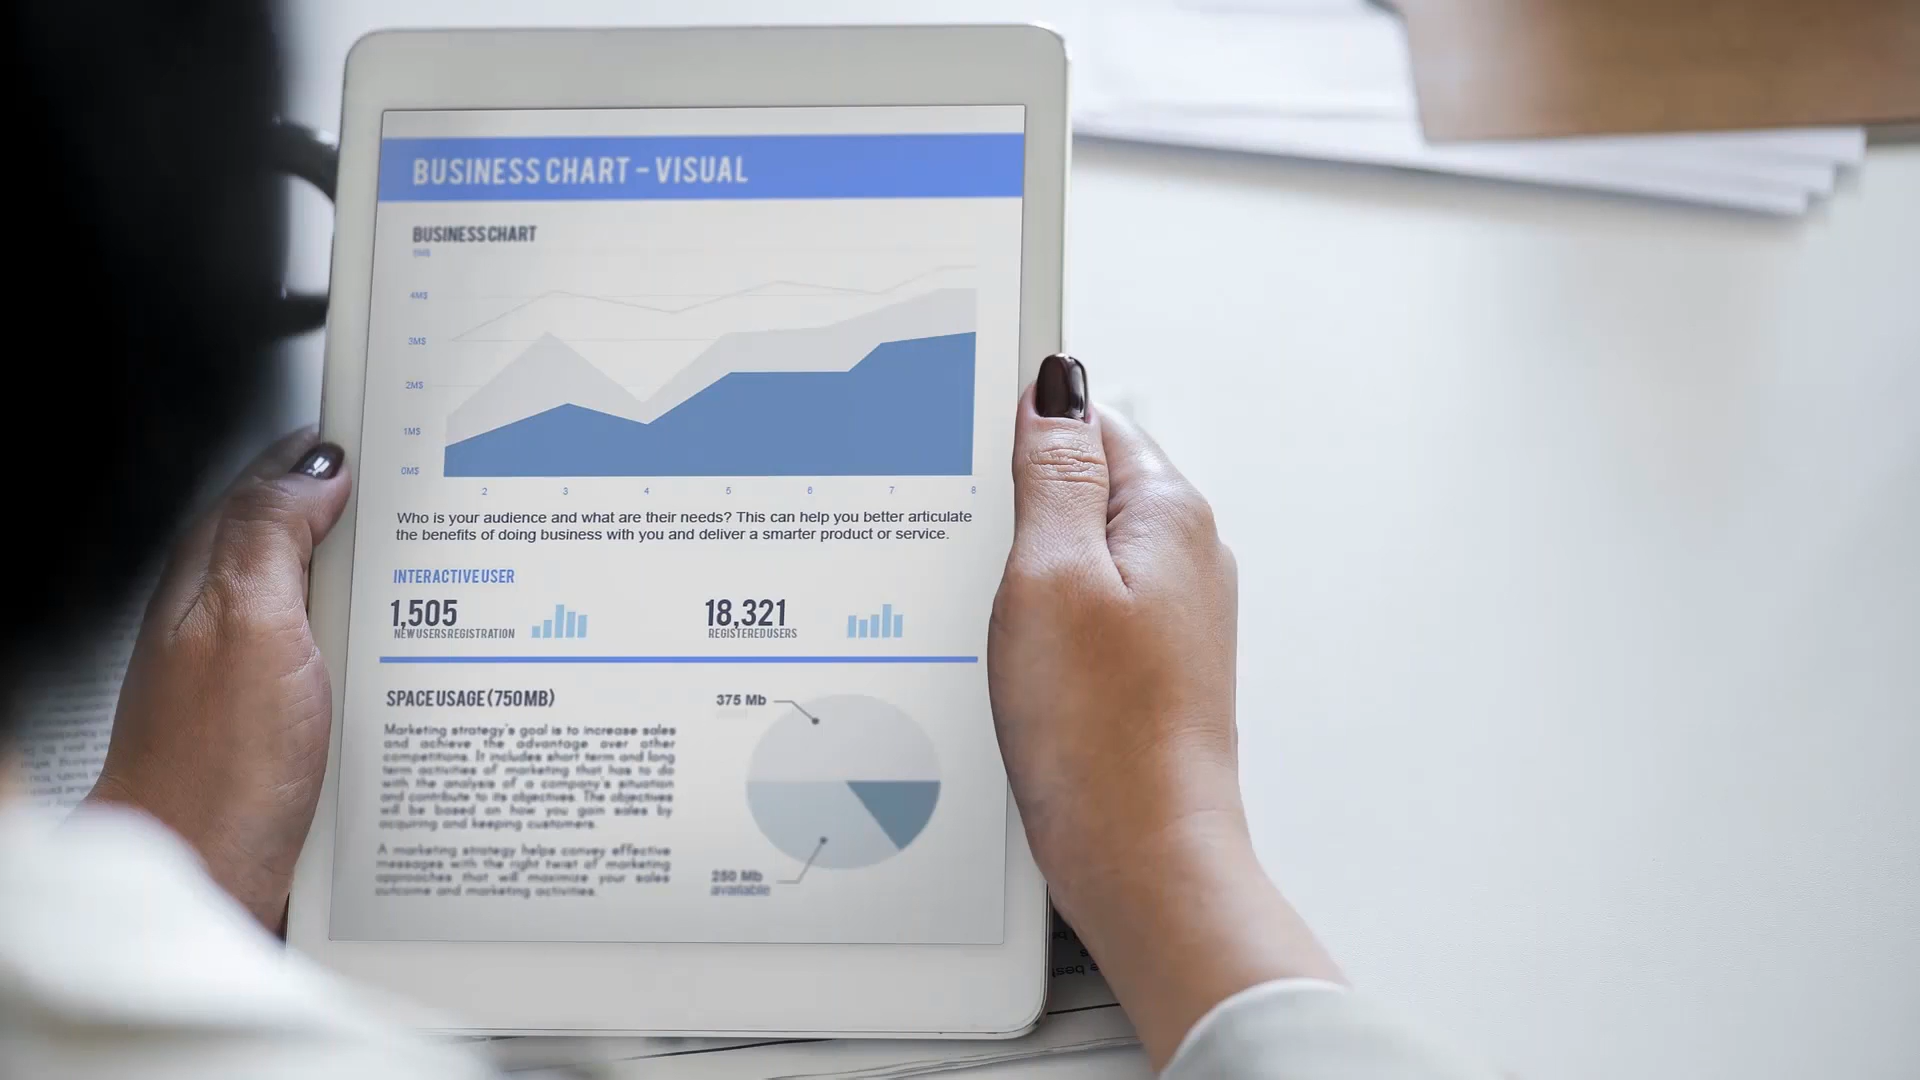 BUSINESS CHART – VISUAL
BUSINESS CHART
5M$
4M$
3M$
2M$
1M$
0M$
2 3 4 5 6 7 8
Who is your audience and what are their needs? This can help you better articulate
the benefits of doing business with you and deliver a smarter product or service.
INTERACTIVE USER
1,505
NEW USERS REGISTRATION
18,321
REGISTERED USERS
SPACE USAGE (750 MB)
Marketing strategy's goal is to increase sales
and achieve the advantage over other
competitions. It includes short term and long
term activities of marketing that has to do
with the analysis of a company's situation
and contribute to its objectives. The objectives
will be based on how you gain sales by
acquiring and keeping customers.
A marketing strategy helps convey effective
messages with the right twist of marketing
approaches that will maximize your sales
outcome and marketing activities.
375 Mb
250 Mb
available